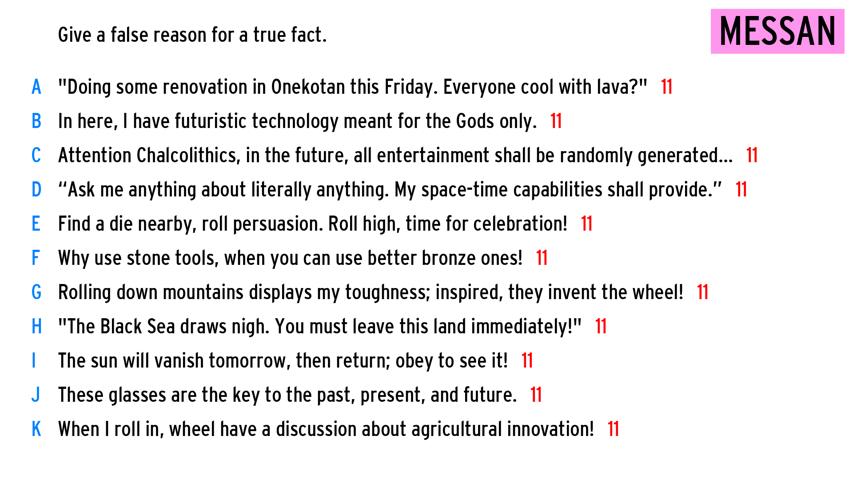 Give a false reason for a true fact.
MESSAN
A "Doing some renovation in Onekotan this Friday. Everyone cool with lava?" 11
B In here, I have futuristic technology meant for the Gods only. 11
C Attention Chalcolithics, in the future, all entertainment shall be randomly generated... 11
D “Ask me anything about literally anything. My space-time capabilities shall provide.” 11
E Find a die nearby, roll persuasion. Roll high, time for celebration! 11
F Why use stone tools, when you can use better bronze ones! 11
G Rolling down mountains displays my toughness; inspired, they invent the wheel! 11
H "The Black Sea draws nigh. You must leave this land immediately!" 11
I The sun will vanish tomorrow, then return; obey to see it! 11
J These glasses are the key to the past, present, and future. 11
K When I roll in, wheel have a discussion about agricultural innovation! 11